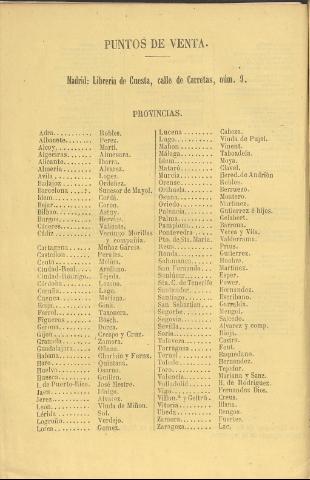 PUNTOS DE VENTA.
Madrid: Librería de Cuesta, calle de Carretas, núm. 9.
PROVINCIAS.
Adra........... Robles.
Albacete....... Perez.
Alcoy.......... Martí.
Algeciras...... Almenara.
Alicante....... Ibarra.
Almería........ Alvarez.
Avila.......... Lopez.
Badajoz........ Ordoñez.
Barcelona...... Sucesor de Mayol.
Idem........... Cerdá.
Bejar.......... Coron.
Bilbao......... Astuy.
Burgos......... Hervias.
Cáceres........ Valiente.
Cádiz.......... Verdugo Morillas
y compañía.
Cartagena...... Muñoz García.
Castellon...... Perales.
Ceuta.......... Molina.
Ciudad-Real.... Arellano.
Ciudad-Rodrigo. Tejeda.
Córdoba........ Lozano.
Coruña......... Lago.
Cuenca......... Mariana.
Ecija.......... Giuli.
Ferrol......... Taxonera.
Figueras....... Bosch.
Gerona......... Dorca.
Gijon.......... Crespo y Cruz.
Granada........ Zamora.
Guadalajara.... Oñana.
Habana......... Charlain y Fernz.
Haro........... Quintana.
Huelva......... Osorno.
Huesca......... Guillen.
I. de Puerto-Rico. José Mestre.
Jaen........... Idalgo.
Jerez.......... Alvarez.
Leon........... Viuda de Miñon.
Lérida......... Sol.
Logroño........ Verdejo.
Lorca.......... Gomez.
Lucena......... Cabeza.
Lugo........... Viuda de Pujol.
Mahon.......... Vinent.
Málaga......... Taboadela.
Idem........... Moya.
Mataró......... Clavel.
Murcia......... Hered. de Andrion
Orense......... Robles.
Orihuela....... Berruezo.
Osuna.......... Montero.
Oviedo......... Martinez.
Palencia....... Gutierrez é hijos.
Palma.......... Gelabert.
Pamplona....... Barrena.
Pontevedra..... Verea y Vila.
Pto. de Sta. María. Valderrama.
Reus........... Prius.
Ronda.......... Gutierrez.
Salamanca...... Huebra.
San Fernando... Martinez.
Sanlúcar....... Esper.
Sta. C. de Tenerife Power.
Santander...... Hernandez.
Santiago....... Escribano.
San Sebastian.. Garralda.
Segorbe........ Mengol.
Segovia........ Salcedo.
Sevilla........ Alvarez y comp.
Soria.......... Rioja.
Talavera....... Castro.
Tarragona...... Font.
Teruel......... Baquedano.
Toledo......... Hernandez.
Toro........... Tejedor.
Valencia....... Mariana y Sanz.
Valladolid..... H. de Rodriguez.
Vigo........... Fernandez Dios.
Villan.ª y Geltrú. Creus.
Vitoria........ Illana.
Ubeda.......... Bengoa.
Zamora......... Fuertes.
Zaragoza....... Lac.